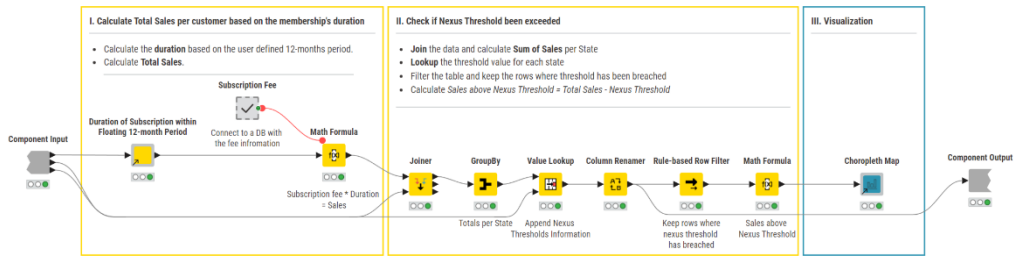 I. Calculate Total Sales per customer based on the membership's duration
• Calculate the duration based on the user defined 12-months period.
• Calculate Total Sales.
Subscription Fee
Connect to a DB with
the fee infromation
Component Input
Duration of Subscription within
Floating 12-month Period
Math Formula
f(x)
Subscription fee * Duration
= Sales
II. Check if Nexus Threshold been exceeded
• Join the data and calculate Sum of Sales per State
• Lookup the threshold value for each state
• Filter the table and keep the rows where threshold has been breached
• Calculate Sales above Nexus Threshold = Total Sales - Nexus Threshold
Joiner
GroupBy
Totals per State
Value Lookup
Append Nexus
Thresholds Information
Column Renamer
Rule-based Row Filter
Keep rows where
nexus threshold
has breached
Math Formula
f(x)
Sales above
Nexus Threshold
III. Visualization
Choropleth Map
Component Output